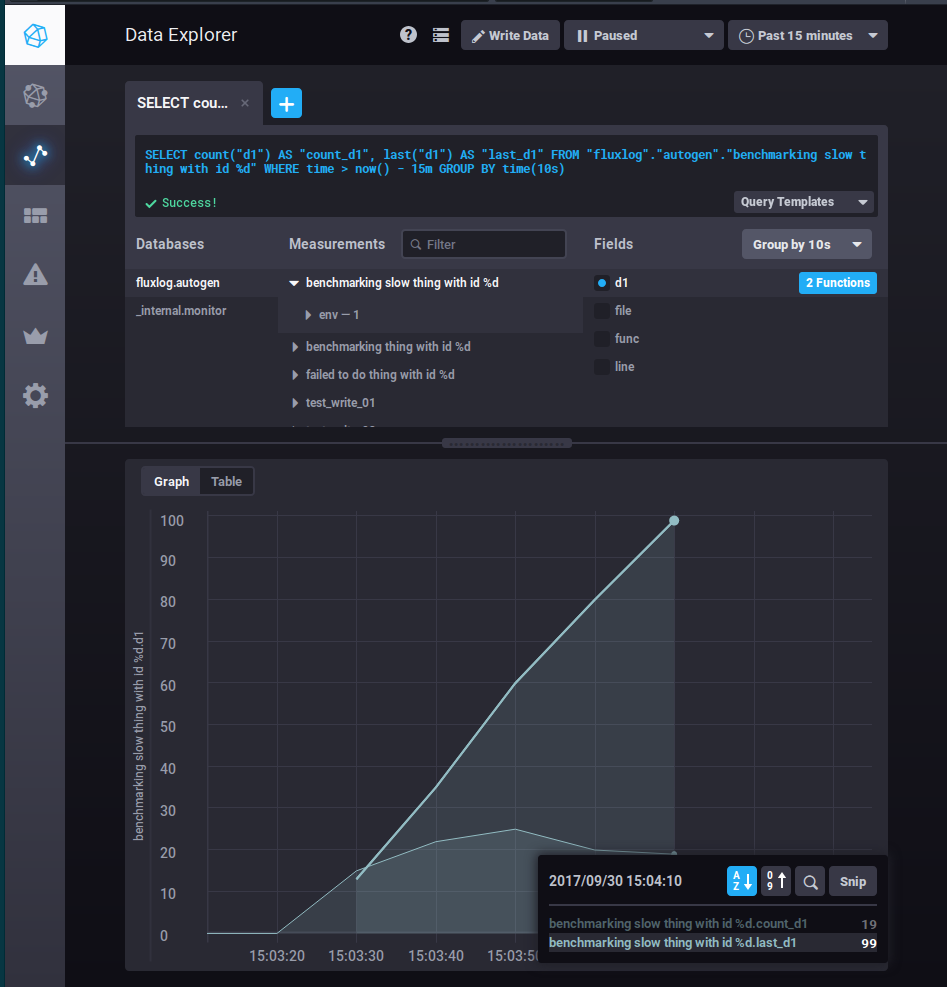 Data Explorer
? Write Data Paused Past 15 minutes
SELECT cou... × +
SELECT count("d1") AS "count_d1", last("d1") AS "last_d1" FROM "fluxlog"."autogen"."benchmarking slow t
hing with id %d" WHERE time > now() - 15m GROUP BY time(10s)
Success!
Query Templates
Databases Measurements Filter Fields Group by 10s
fluxlog.autogen benchmarking slow thing with id %d d1 2 Functions
_internal.monitor env — 1 file
benchmarking thing with id %d func
failed to do thing with id %d line
test_write_01
Graph Table
benchmarking slow thing with id %d.d1
100
90
80
70
60
50
40
30
20
10
0
15:03:20 15:03:30 15:03:40 15:03:50
2017/09/30 15:04:10 A Z 0 9 Snip
benchmarking slow thing with id %d.count_d1 19
benchmarking slow thing with id %d.last_d1 99